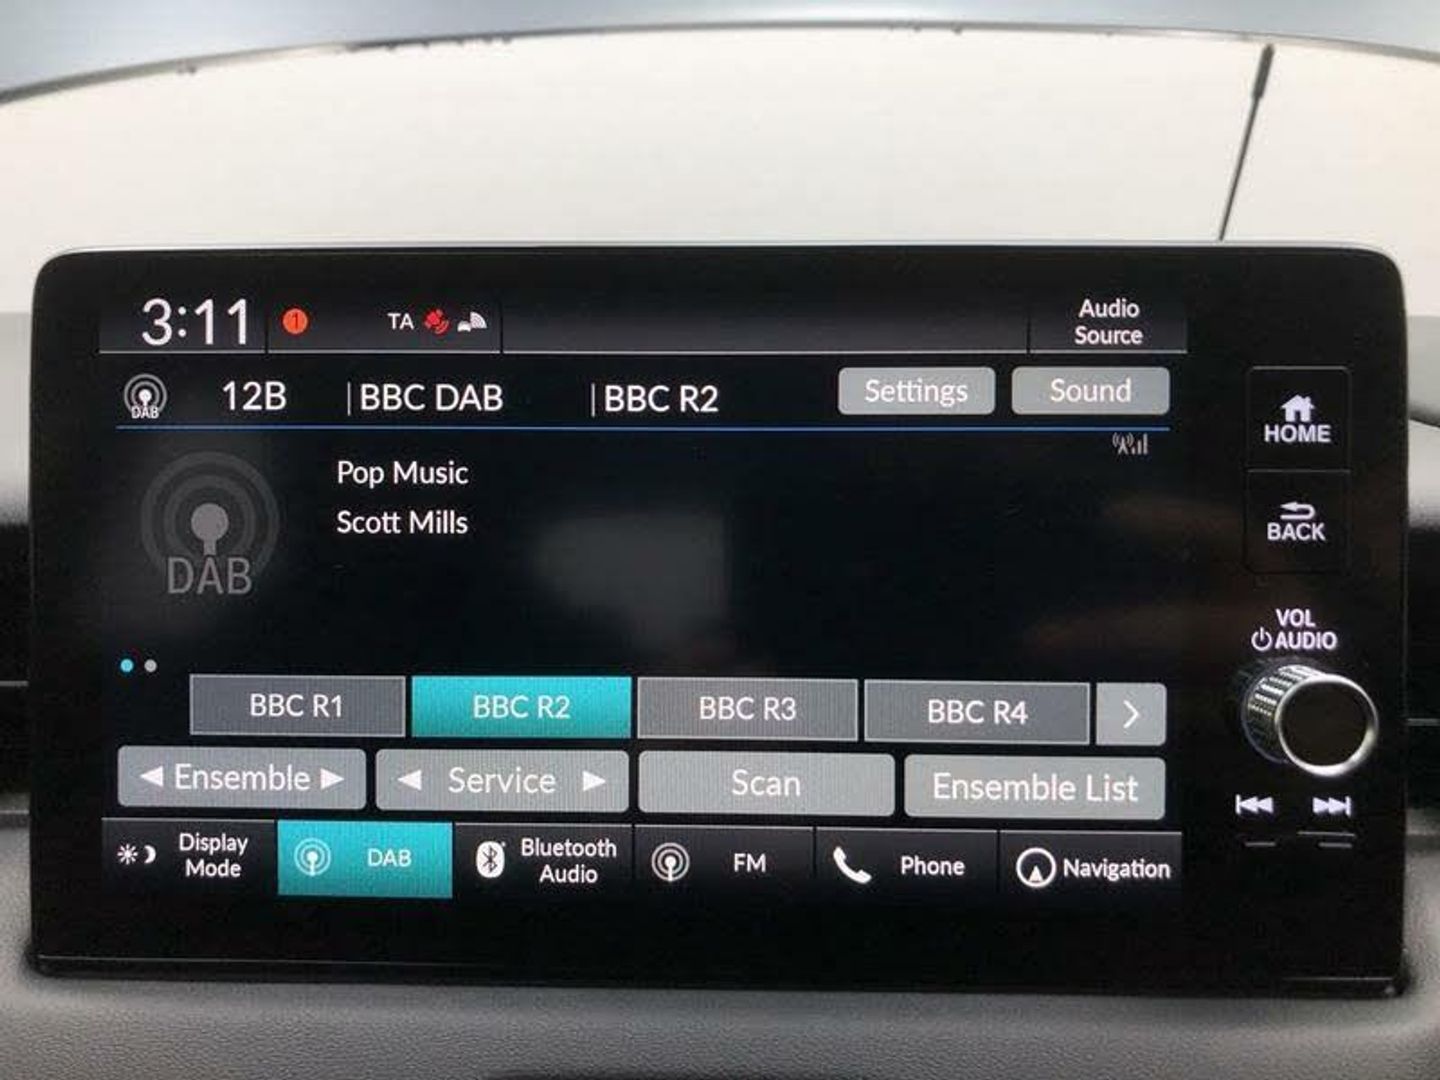 3:11
1
TA
Audio
Source
DAB
12B
BBC DAB
BBC R2
Settings
Sound
HOME
Pop Music
Scott Mills
DAB
BACK
VOL
AUDIO
BBC R1
BBC R2
BBC R3
BBC R4
Ensemble
Service
Scan
Ensemble List
Display
Mode
DAB
Bluetooth
Audio
FM
Phone
Navigation